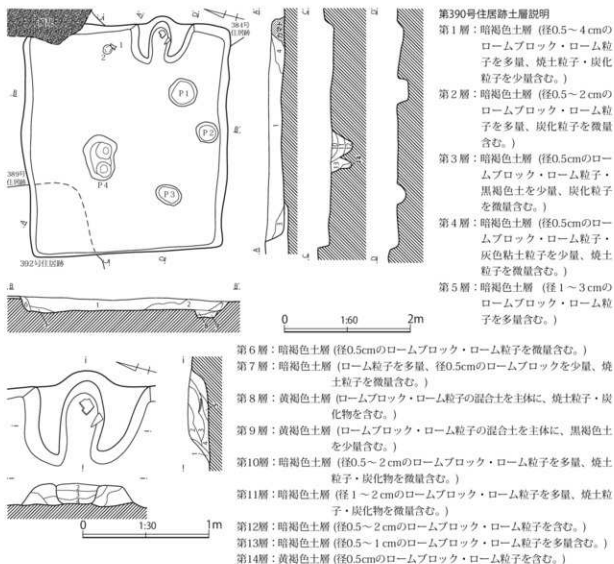 384号
住居跡
1
2
P1
P2
P3
P4
389号
住居跡
392号住居跡
1
2
0 1:60 2m
0 1:30 1m
第390号住居跡土層説明
第1層：暗褐色土層 (径0.5～4cmの
ロームブロック・ローム粒
子を多量、焼土粒子・炭化
粒子を少量含む。)
第2層：暗褐色土層 (径0.5～2cmの
ロームブロック・ローム粒
子を多量、炭化粒子を微量
含む。)
第3層：暗褐色土層 (径0.5cmのロー
ムブロック・ローム粒子・
黒褐色土を少量、炭化粒子
を微量含む。)
第4層：暗褐色土層 (径0.5cmのロー
ムブロック・ローム粒子・
灰色粘土粒子を少量、焼土
粒子を微量含む。)
第5層：暗褐色土層 (径1～3cmの
ロームブロック・ローム粒
子を多量含む。)
第6層：暗褐色土層 (径0.5cmのロームブロック・ローム粒子を微量含む。)
第7層：暗褐色土層 (ローム粒子を多量、径0.5cmのロームブロックを少量、焼
土粒子を微量含む。)
第8層：黄褐色土層 (ロームブロック・ローム粒子の混合土を主体に、焼土粒子・炭
化物を含む。)
第9層：黄褐色土層 (ロームブロック・ローム粒子の混合土を主体に、黒褐色土
を少量含む。)
第10層：暗褐色土層 (径0.5～2cmのロームブロック・ローム粒子を多量、焼土
粒子・炭化物を微量含む。)
第11層：暗褐色土層 (径1～2cmのロームブロック・ローム粒子を多量、焼土粒
子・炭化物を微量含む。)
第12層：暗褐色土層 (径0.5～2cmのロームブロック・ローム粒子を含む。)
第13層：暗褐色土層 (径0.5～1cmのロームブロック・ローム粒子を多量含む。)
第14層：黄褐色土層 (径0.5cmのロームブロック・ローム粒子を含む。)